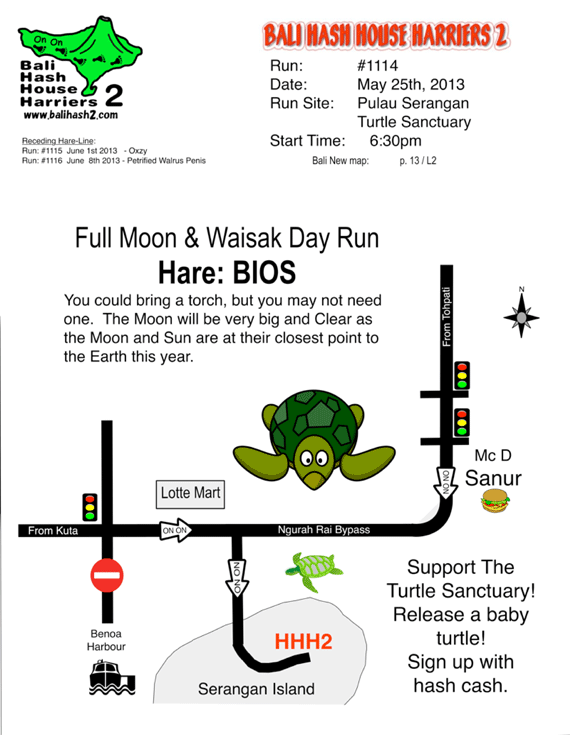 On On
Bali
Hash
House
Harriers 2
www.balihash2.com
Receding Hare-Line:
Run: #1115  June 1st 2013  - Oxzy
Run: #1116  June  8th 2013 - Petrified Walrus Penis
BALI HASH HOUSE HARRIERS 2
Run: #1114
Date: May 25th, 2013
Run Site: Pulau Serangan
Turtle Sanctuary
Start Time: 6:30pm
Bali New map: p. 13 / L2
Full Moon & Waisak Day Run
Hare: BIOS
You could bring a torch, but you may not need
one.  The Moon will be very big and Clear as
the Moon and Sun are at their closest point to
the Earth this year.
N
From Tohpati
Mc D
Sanur
ON ON
Lotte Mart
From Kuta
ON ON
Ngurah Rai Bypass
ON ON
Benoa
Harbour
HHH2
Serangan Island
Support The
Turtle Sanctuary!
Release a baby
turtle!
Sign up with
hash cash.